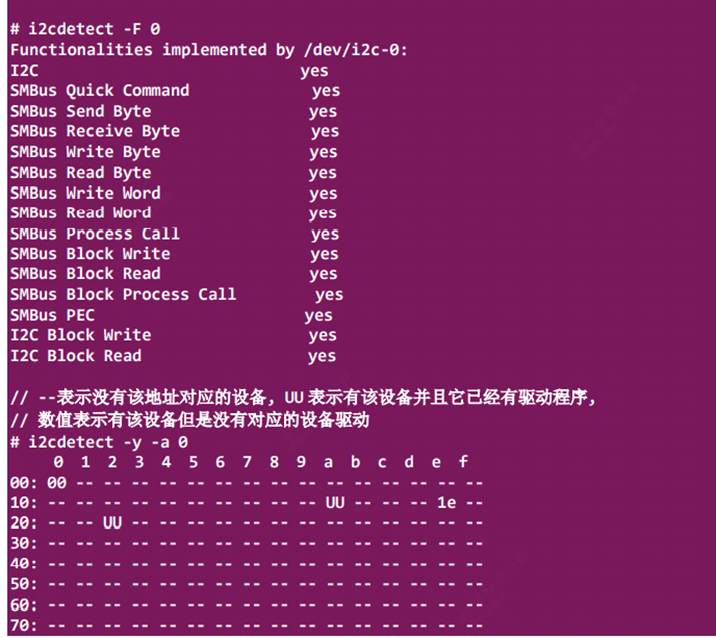 # i2cdetect -F 0
Functionalities implemented by /dev/i2c-0:
I2C yes
SMBus Quick Command yes
SMBus Send Byte yes
SMBus Receive Byte yes
SMBus Write Byte yes
SMBus Read Byte yes
SMBus Write Word yes
SMBus Read Word yes
SMBus Process Call yes
SMBus Block Write yes
SMBus Block Read yes
SMBus Block Process Call yes
SMBus PEC yes
I2C Block Write yes
I2C Block Read yes
// --表示没有该地址对应的设备, UU 表示有该设备并且它已经有驱动程序,
// 数值表示有该设备但是没有对应的设备驱动
# i2cdetect -y -a 0
0 1 2 3 4 5 6 7 8 9 a b c d e f
00: 00 -- -- -- -- -- -- -- -- -- -- -- -- -- -- --
10: -- -- -- -- -- -- -- -- -- -- UU -- -- -- 1e --
20: -- -- UU -- -- -- -- -- -- -- -- -- -- -- -- --
30: -- -- -- -- -- -- -- -- -- -- -- -- -- -- -- --
40: -- -- -- -- -- -- -- -- -- -- -- -- -- -- -- --
50: -- -- -- -- -- -- -- -- -- -- -- -- -- -- -- --
60: -- -- -- -- -- -- -- -- -- -- -- -- -- -- -- --
70: -- -- -- -- -- -- -- -- -- -- -- -- -- -- -- --